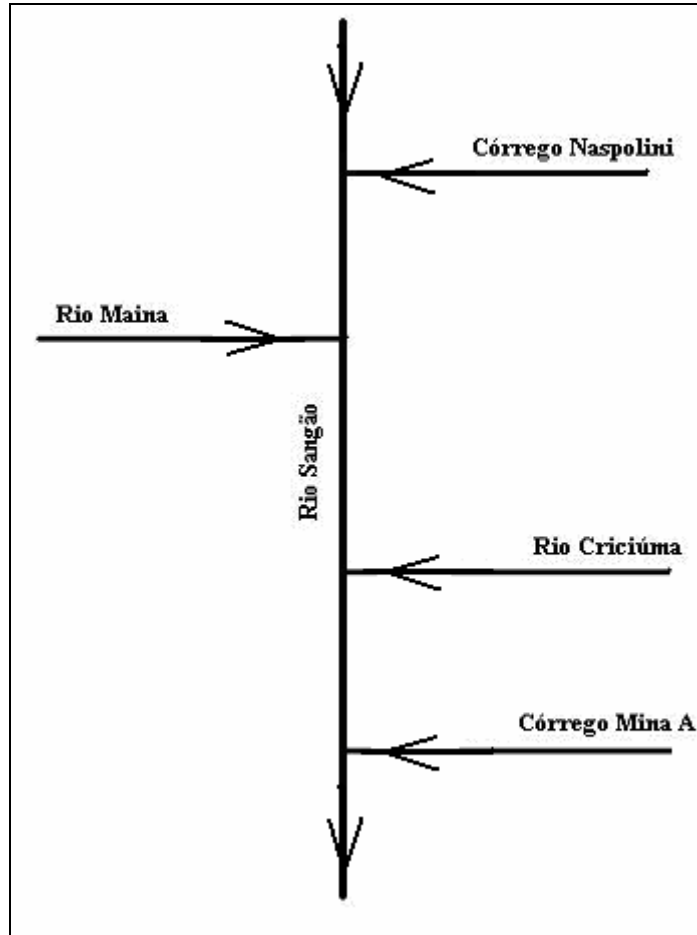 Córrego Naspolini
Rio Maina
Rio Sangão
Rio Criciúma
Córrego Mina A